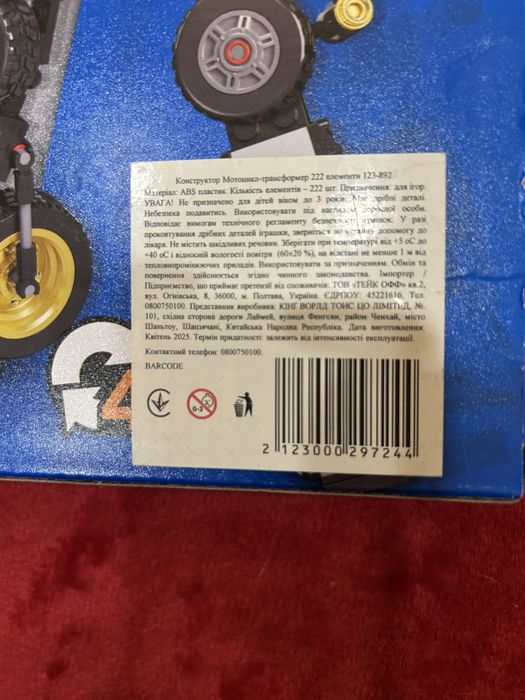 Конструктор Мотоцикл-трансформер 222 елементи 123-892
Матеріал: ABS пластик. Кількість елементів – 222 шт. Призначення: для ігор.
УВАГА! Не призначено для дітей віком до 3 років. Має дрібні деталі.
Небезпека подавитись. Використовувати під наглядом дорослої особи.
Відповідає вимогам технічного регламенту безпечності іграшок. У разі
проковтування дрібних деталей іграшки, зверніться по медичну допомогу до
лікаря. Не містить шкідливих речовин. Зберігати при температурі від +5 оС до
+40 оС і відносної вологості повітря (60±20 %), на відстані не менше 1 м від
тепловипромінюючих приладів. Використовувати за призначенням. Обмін та
повернення здійснюється згідно чинного законодавства. Імпортер /
Підприємство, що приймає претензії від споживачів: ТОВ «ТЕЙК ОФФ» кв.2,
вул. Огнівська, 8, 36000, м. Полтава, Україна. ЄДРПОУ: 45221616, Тел.
0800750100. Представник виробника: КІНГ ВОРЛД ТОИС ЦО ЛІМІТЕД, №.
101, східна сторона дороги Лаймей, вулиця Фенгсян, район Ченхай, місто
Шаньтоу, Шацзячані, Китайська Народна Республіка. Дата виготовлення:
Квітень 2025. Термін придатності: залежить від інтенсивності експлуатації.
Контактний телефон: 0800750100.
BARCODE
0-3
2 123000 297244
4